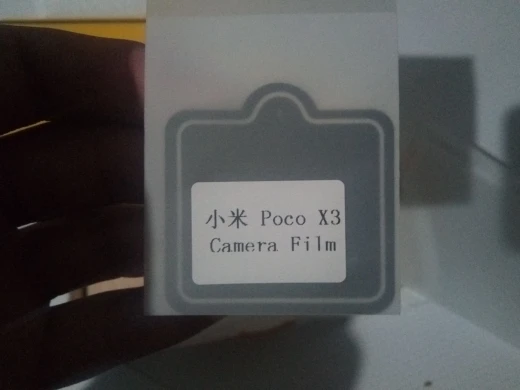 小米 Poco X3
Camera Film